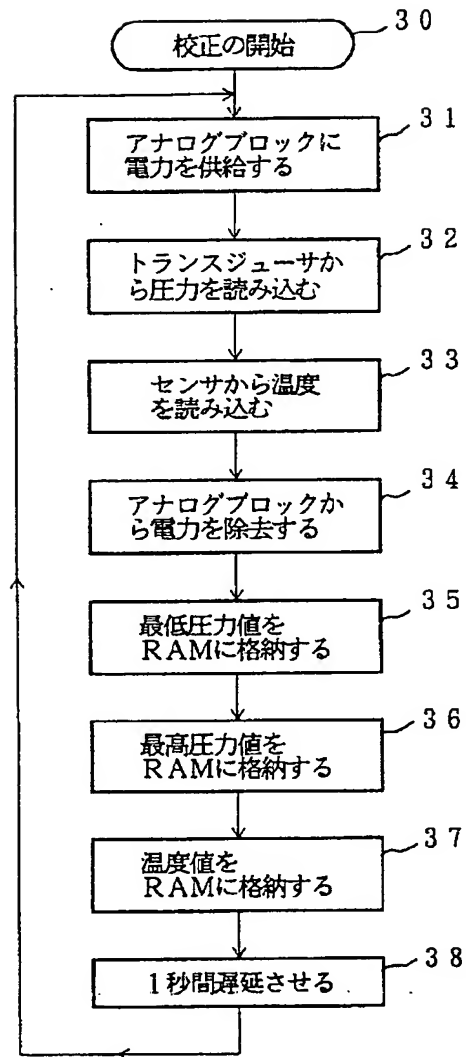 30
校正の開始
31
アナログブロックに
電力を供給する
32
トランスジューサか
ら圧力を読み込む
33
センサから温度
を読み込む
34
アナログブロックか
ら電力を除去する
35
最低圧力値を
RAMに格納する
36
最高圧力値を
RAMに格納する
37
温度値を
RAMに格納する
38
1秒間遅延させる